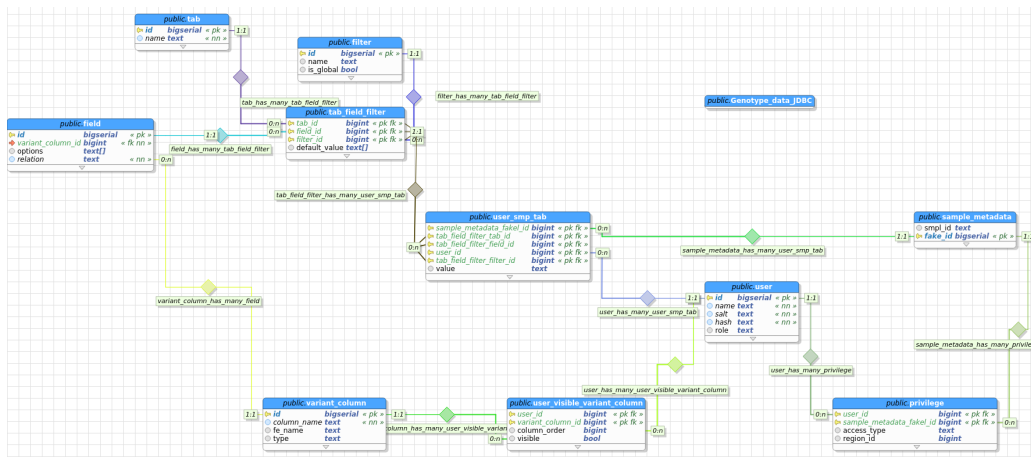 public.tab
id bigserial « pk »
name text « nn »
1:1
public.filter
id bigserial « pk »
name text
is_global bool
1:1
tab_has_many_tab_field_filter
filter_has_many_tab_field_filter
public.Genotype_data_JDBC
public.tab_field_filter
tab_id bigint « pk fk »
field_id bigint « pk fk »
filter_id bigint « pk fk »
default_value text[]
0:n
0:n
1:1
0:n
public.field
id bigserial « pk »
variant_column_id bigint « fk nn »
options text[]
relation text « nn »
1:1
0:n
field_has_many_tab_field_filter
tab_field_filter_has_many_user_smp_tab
public.user_smp_tab
sample_metadata_fakel_id bigint « pk fk »
tab_field_filter_tab_id bigint « pk fk »
tab_field_filter_field_id bigint « pk fk »
user_id bigint « pk fk »
tab_field_filter_filter_id bigint « pk fk »
value text
0:n
0:n
0:n
sample_metadata_has_many_user_smp_tab
public.sample_metadata
smpl_id text
fake_id bigserial « pk »
1:1
1:
variant_column_has_many_field
user_has_many_user_smp_tab
1:1
public.user
id bigserial « pk »
name text « nn »
salt text « nn »
hash text « nn »
role text
1:1
sample_metadata_has_many_privile
user_has_many_privilege
user_has_many_user_visible_variant_column
1:1
public.variant_column
id bigserial « pk »
column_name text « nn »
fe_name text
type text
1:1
column_has_many_user_visible_varian
0:n
public.user_visible_variant_column
user_id bigint « pk fk »
variant_column_id bigint « pk fk »
column_order bigint
visible bool
0:n
0:n
public.privilege
user_id bigint « pk fk »
sample_metadata_fakel_id bigint « pk fk »
access_type text
region_id bigint
0:n